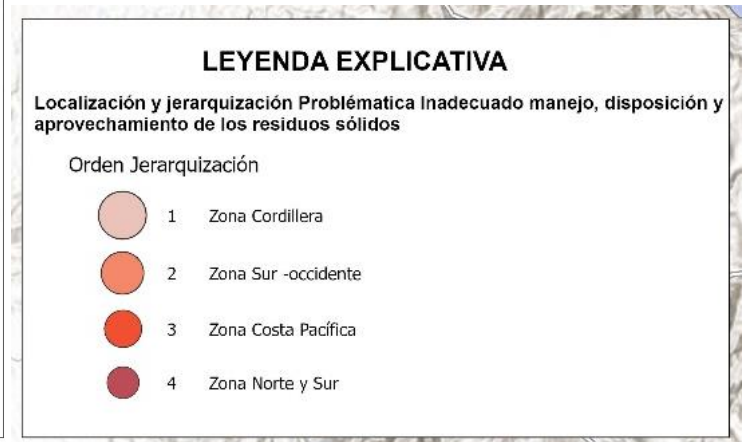 LEYENDA EXPLICATIVA
Localización y jerarquización Problématica Inadecuado manejo, disposición y
aprovechamiento de los residuos sólidos
Orden Jerarquización
1 Zona Cordillera
2 Zona Sur -occidente
3 Zona Costa Pacífica
4 Zona Norte y Sur